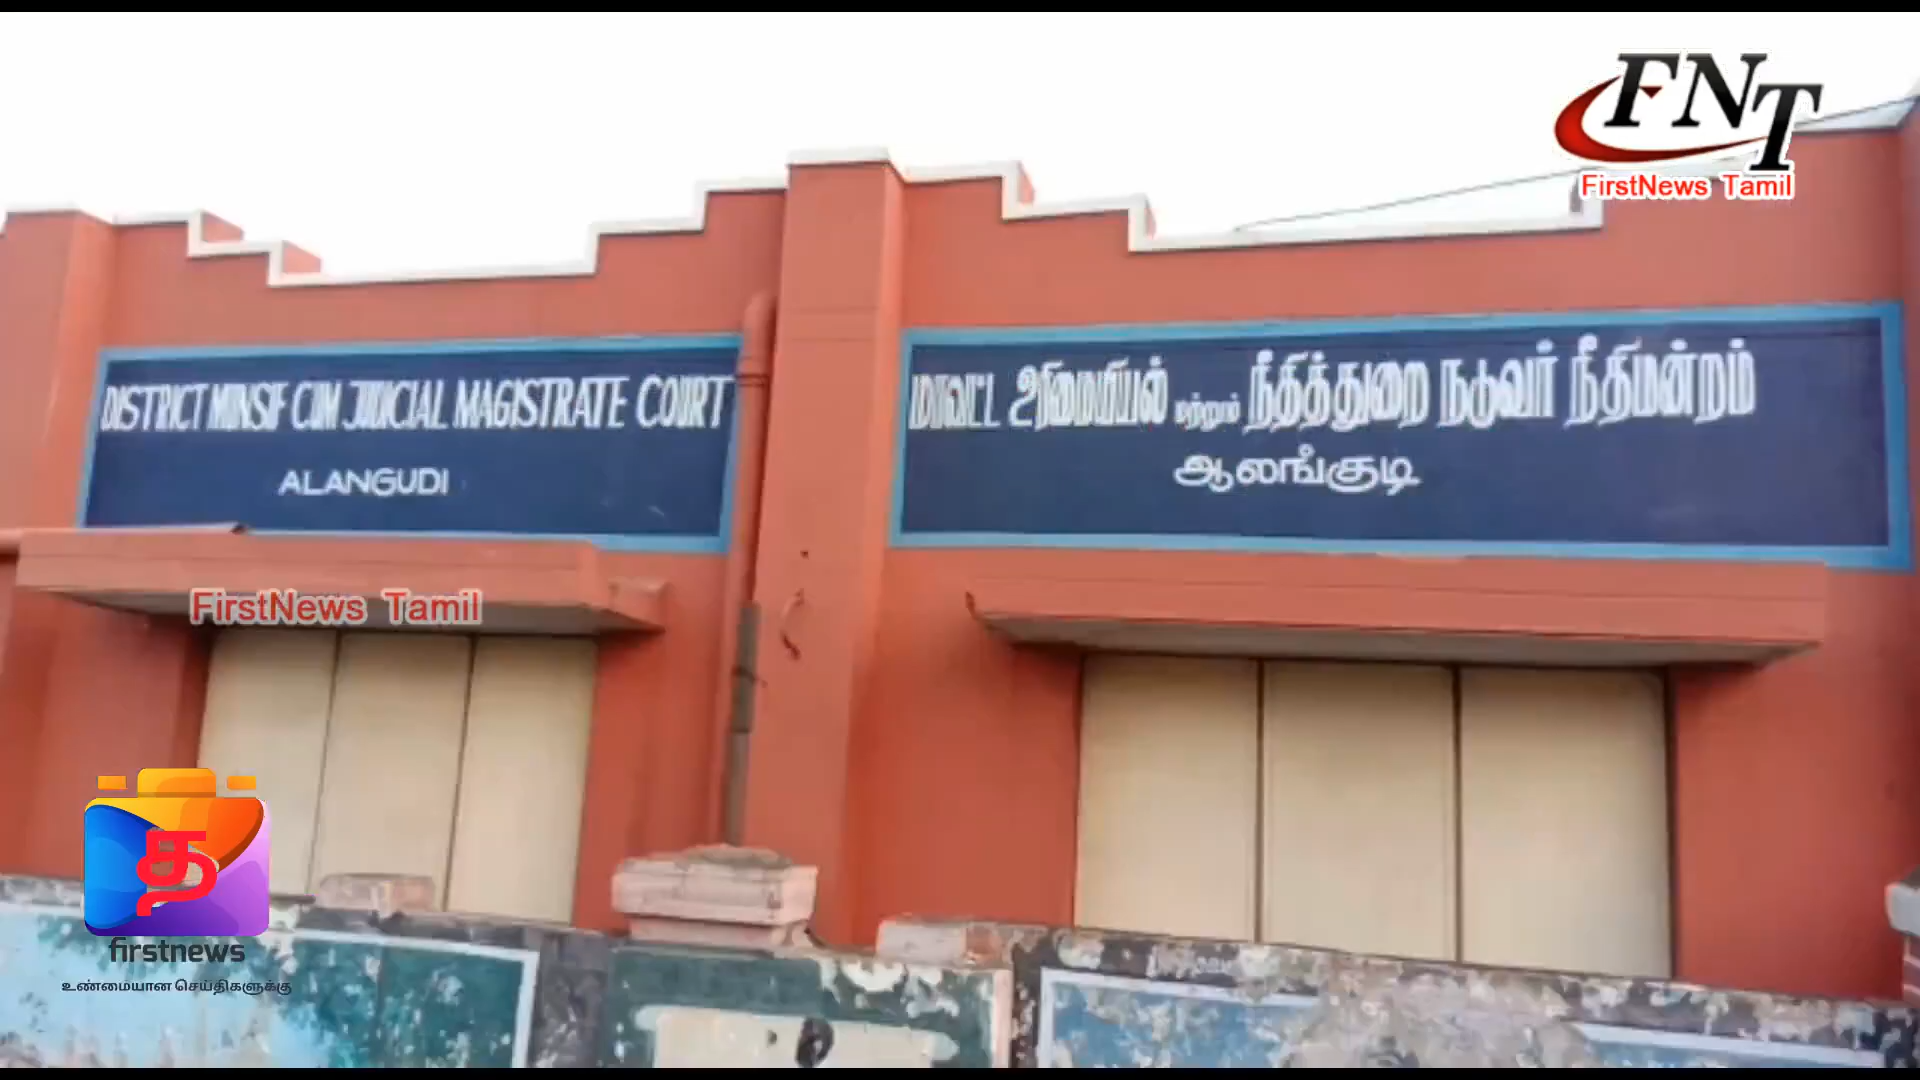 FNT
FirstNews Tamil
DISTRICT MUNSIF CUM JUDICIAL MAGISTRATE COURT
ALANGUDI
மாவட்ட உரிமையியல் மற்றும் நீதித்துறை நடுவர் நீதிமன்றம்
ஆலங்குடி
FirstNews Tamil
த
firstnews
உண்மையான செய்திகளுக்கு